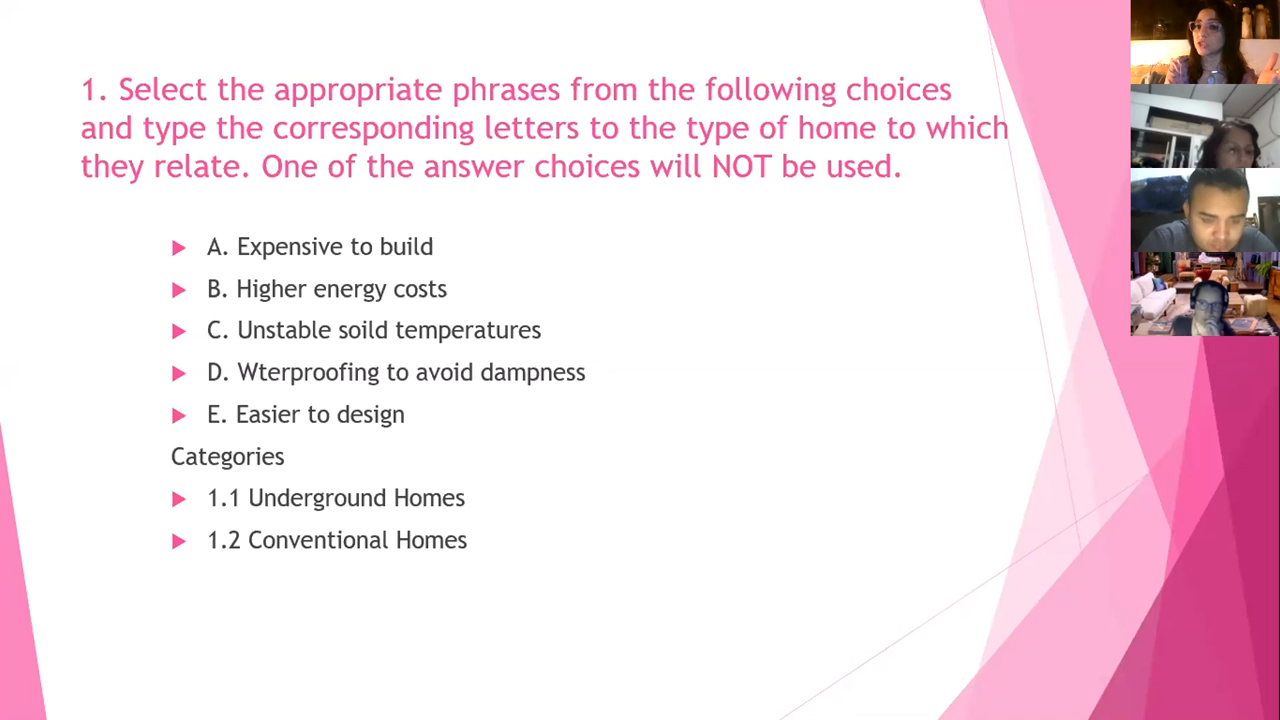 1. Select the appropriate phrases from the following choices
and type the corresponding letters to the type of home to which
they relate. One of the answer choices will NOT be used.
A. Expensive to build
B. Higher energy costs
C. Unstable soild temperatures
D. Wterproofing to avoid dampness
E. Easier to design
Categories
1.1 Underground Homes
1.2 Conventional Homes